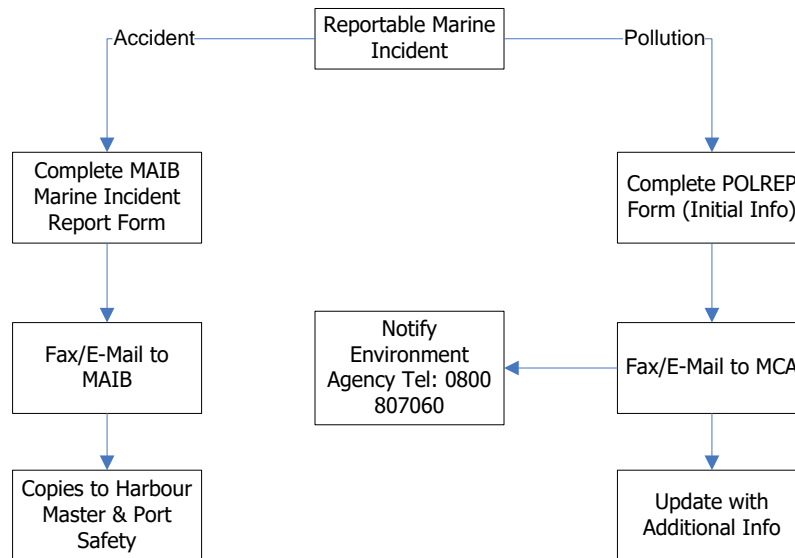 Accident
Reportable Marine
Incident
Pollution
Complete MAIB
Marine Incident
Report Form
Complete POLREP
Form (Initial Info)
Fax/E-Mail to
MAIB
Notify
Environment
Agency Tel: 0800
807060
Fax/E-Mail to MCA
Copies to Harbour
Master & Port
Safety
Update with
Additional Info